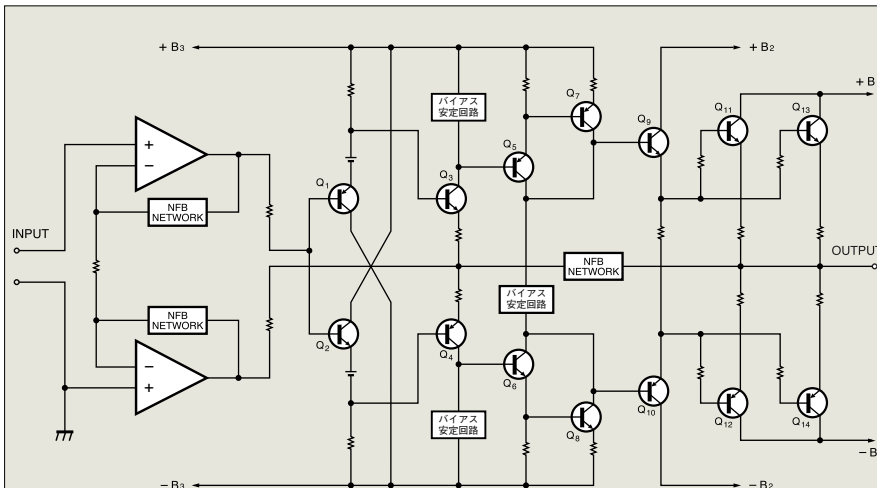 + B₃
+ B₂
+ B
バイアス
安定回路
Q₇
Q₉
Q₁₁
Q₁₃
Q₅
+
−
Q₁
Q₃
NFB
NETWORK
INPUT
OUTPUT
NFB
NETWORK
バイアス
安定回路
NFB
NETWORK
Q₂
Q₄
Q₆
−
+
Q₁₀
Q₁₂
Q₁₄
バイアス
安定回路
Q₈
− B
− B₃
− B₂